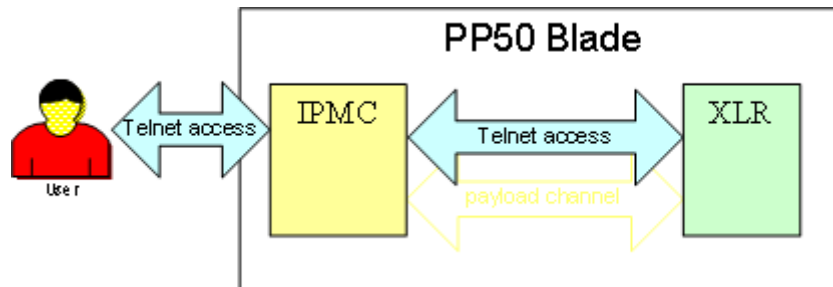 PP50 Blade
IPMC
XLR
Telnet access
Telnet access
payload channel
User